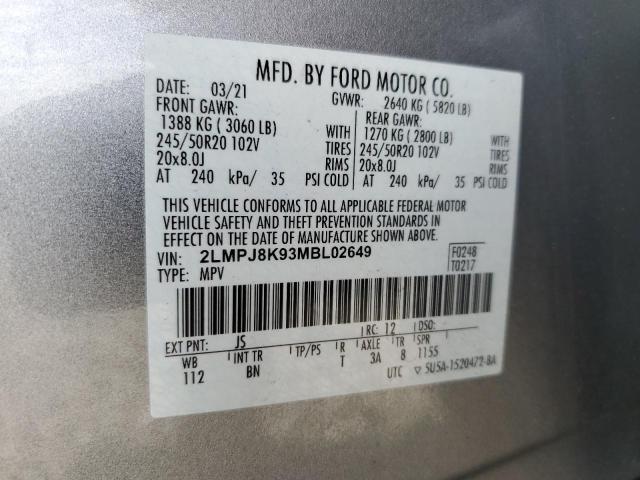 MFD. BY FORD MOTOR CO.
DATE: 03/21 GVWR: 2640 KG ( 5820 LB)
FRONT GAWR: REAR GAWR:
1388 KG ( 3060 LB) WITH 1270 KG ( 2800 LB) WITH
245/50R20 102V TIRES 245/50R20 102V TIRES
20x8.0J RIMS 20x8.0J RIMS
AT 240 kPa/ 35 PSI COLD AT 240 kPa/ 35 PSI COLD
THIS VEHICLE CONFORMS TO ALL APPLICABLE FEDERAL MOTOR
VEHICLE SAFETY AND THEFT PREVENTION STANDARDS IN
EFFECT ON THE DATE OF MANUFACTURE SHOWN ABOVE.
VIN: 2LMPJ8K93MBL02649 F0248
TYPE: MPV T0217
EXT PNT: JS RC: 12 DSO:
WB INT TR TP/PS R AXLE TR SPR
112 BN T 3A 8 1155
UTC ▽ 5U5A-1520472-BA